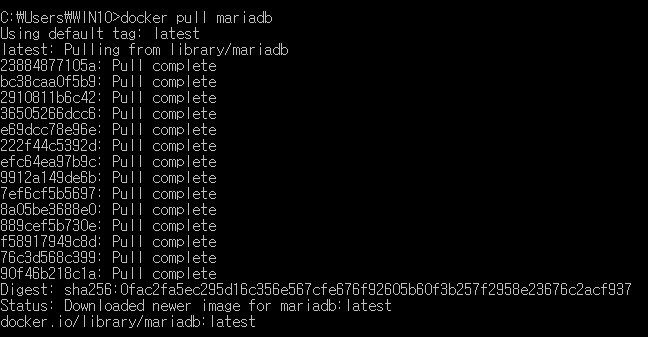 C:₩Users₩WIN10>docker pull mariadb
Using default tag: latest
latest: Pulling from library/mariadb
23884877105a: Pull complete
bc38caa0f5b9: Pull complete
2910811b6c42: Pull complete
36505266dcc6: Pull complete
e69dcc78e96e: Pull complete
222f44c5392d: Pull complete
efc64ea97b9c: Pull complete
9912a149de6b: Pull complete
7ef6cf5b5697: Pull complete
8a05be3688e0: Pull complete
889cef5b730e: Pull complete
f58917949c8d: Pull complete
76c3d568c399: Pull complete
90f46b218c1a: Pull complete
Digest: sha256:0fac2fa5ec295d16c356e567cfe676f92605b60f3b257f2958e23676c2acf937
Status: Downloaded newer image for mariadb:latest
docker.io/library/mariadb:latest